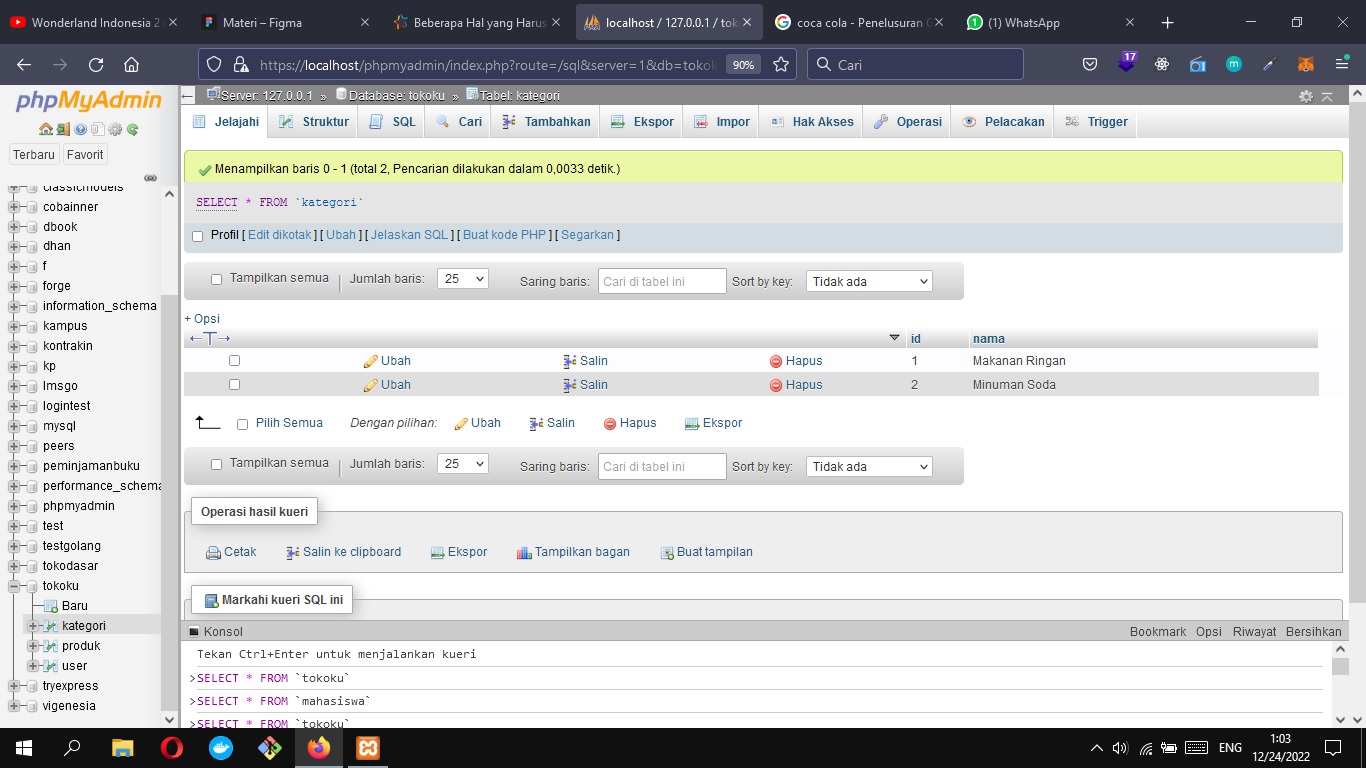 Wonderland Indonesia 2
Materi – Figma
Beberapa Hal yang Harus
localhost / 127.0.0.1 / tok
coca cola - Penelusuran
(1) WhatsApp
https://localhost/phpmyadmin/index.php?route=/sql&server=1&db=tokok
90%
Cari
17
phpMyAdmin
Terbaru
Favorit
classicmodels
cobainner
dbook
dhan
f
forge
information_schema
kampus
kontrakin
kp
lmsgo
logintest
mysql
peers
peminjamanbuku
performance_schema
phpmyadmin
test
testgolang
tokodasar
tokoku
Baru
kategori
produk
user
tryexpress
vigenesia
Server: 127.0.0.1 » Database: tokoku » Tabel: kategori
Jelajahi
Struktur
SQL
Cari
Tambahkan
Ekspor
Impor
Hak Akses
Operasi
Pelacakan
Trigger
Menampilkan baris 0 - 1 (total 2, Pencarian dilakukan dalam 0,0033 detik.)
SELECT * FROM `kategori`
Profil [ Edit dikotak ] [ Ubah ] [ Jelaskan SQL ] [ Buat kode PHP ] [ Segarkan ]
Tampilkan semua | Jumlah baris: 25 Saring baris: Cari di tabel ini Sort by key: Tidak ada
+ Opsi
←T→ id nama
Ubah Salin Hapus 1 Makanan Ringan
Ubah Salin Hapus 2 Minuman Soda
Pilih Semua Dengan pilihan: Ubah Salin Hapus Ekspor
Tampilkan semua | Jumlah baris: 25 Saring baris: Cari di tabel ini Sort by key: Tidak ada
Operasi hasil kueri
Cetak Salin ke clipboard Ekspor Tampilkan bagan Buat tampilan
Markahi kueri SQL ini
Konsol Bookmark Opsi Riwayat Bersihkan
Tekan Ctrl+Enter untuk menjalankan kueri
>SELECT * FROM `tokoku`
>SELECT * FROM `mahasiswa`
>SELECT * FROM `tokoku`
ENG
1:03
12/24/2022